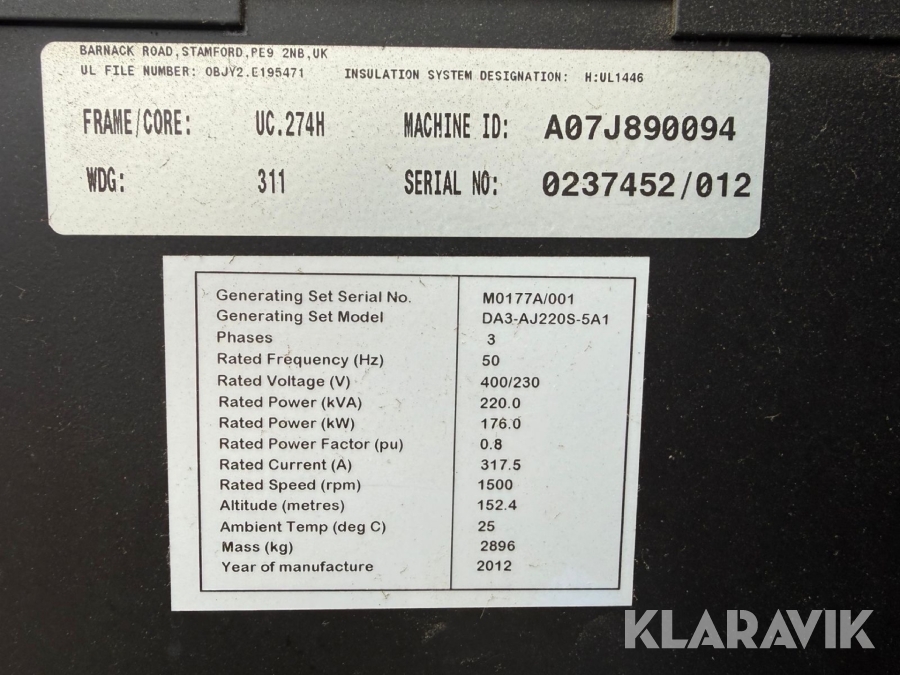 BARNACK ROAD,STAMFORD,PE9 2NB,UK
UL FILE NUMBER: OBJY2.E195471 INSULATION SYSTEM DESIGNATION: H:UL1446
FRAME/CORE: UC.274H MACHINE ID: A07J890094
WDG: 311 SERIAL NO: 0237452/012
Generating Set Serial No. M0177A/001
Generating Set Model DA3-AJ220S-5A1
Phases 3
Rated Frequency (Hz) 50
Rated Voltage (V) 400/230
Rated Power (kVA) 220.0
Rated Power (kW) 176.0
Rated Power Factor (pu) 0.8
Rated Current (A) 317.5
Rated Speed (rpm) 1500
Altitude (metres) 152.4
Ambient Temp (deg C) 25
Mass (kg) 2896
Year of manufacture 2012
KLARAVIK